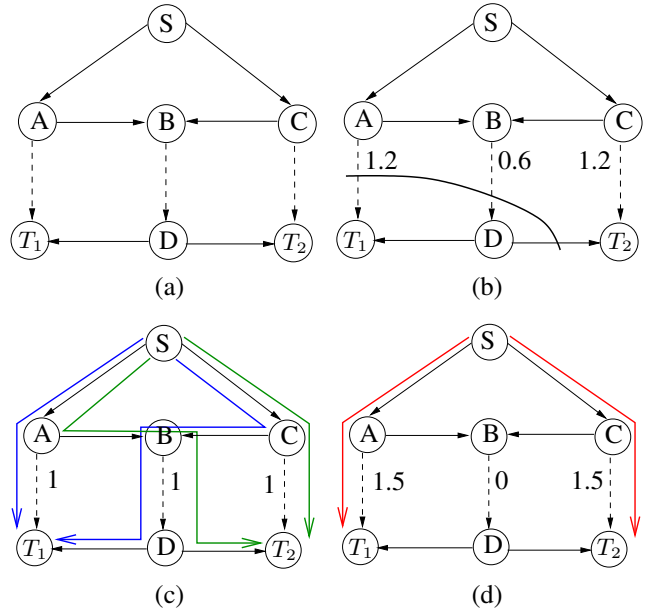 S S
A B C A B C
1.2 0.6 1.2
T1 D T2 T1 D T2
(a) (b)
S S
A B C A B C
1 1 1 1.5 0 1.5
T1 D T2 T1 D T2
(c) (d)